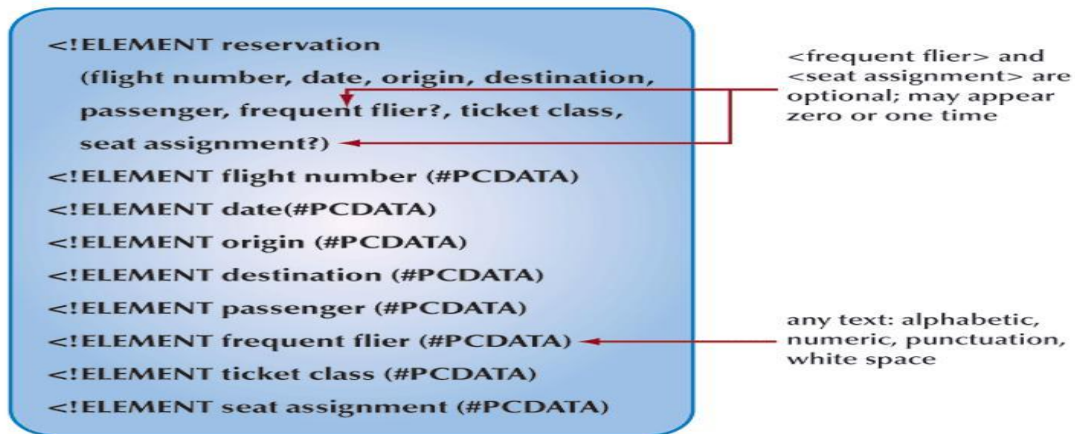 <!ELEMENT reservation
(flight number, date, origin, destination,
passenger, frequent flier?, ticket class,
seat assignment?)
<!ELEMENT flight number (#PCDATA)
<!ELEMENT date(#PCDATA)
<!ELEMENT origin (#PCDATA)
<!ELEMENT destination (#PCDATA)
<!ELEMENT passenger (#PCDATA)
<!ELEMENT frequent flier (#PCDATA)
<!ELEMENT ticket class (#PCDATA)
<!ELEMENT seat assignment (#PCDATA)
<frequent flier> and
<seat assignment> are
optional; may appear
zero or one time
any text: alphabetic,
numeric, punctuation,
white space